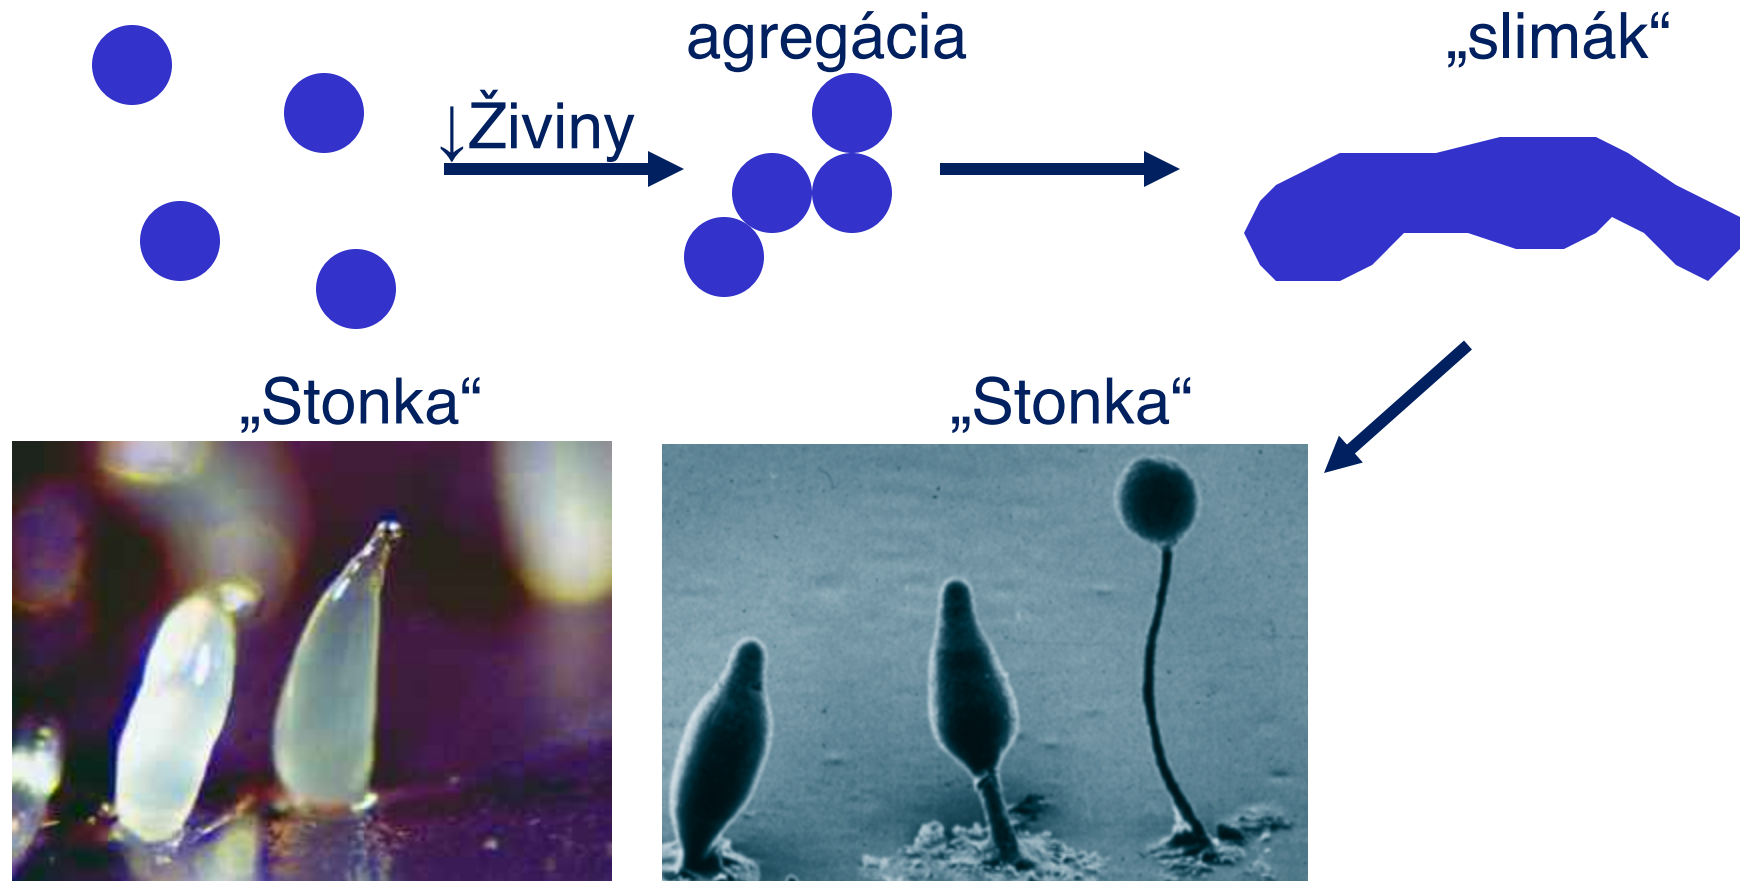 agregácia
„slimák“
↓Živiny
„Stonka“
„Stonka“